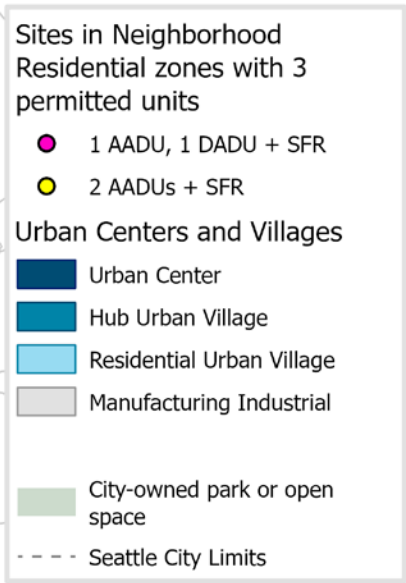 Sites in Neighborhood
Residential zones with 3
permitted units
1 AADU, 1 DADU + SFR
2 AADUs + SFR
Urban Centers and Villages
Urban Center
Hub Urban Village
Residential Urban Village
Manufacturing Industrial
City-owned park or open
space
Seattle City Limits